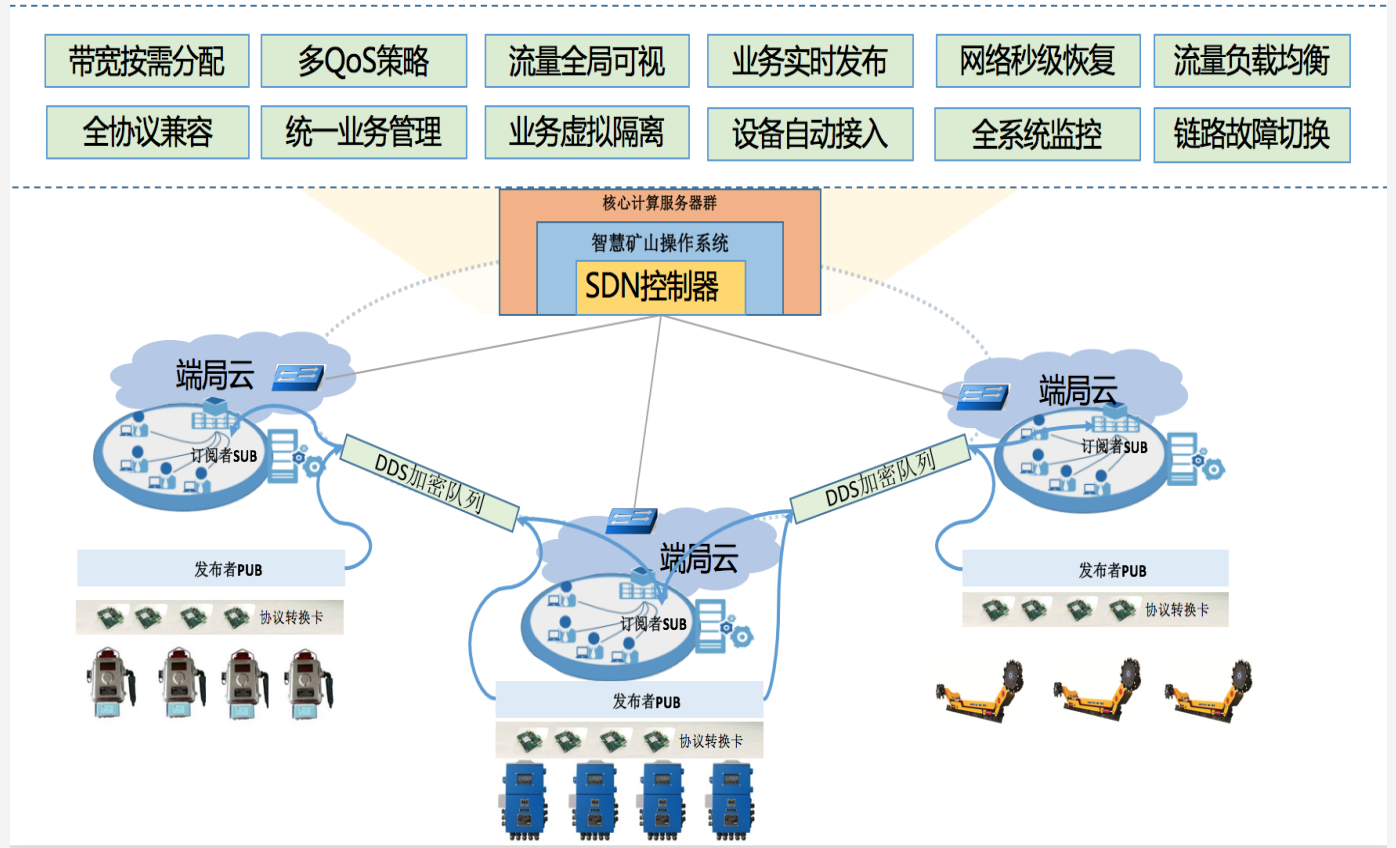 带宽按需分配
多QoS策略
流量全局可视
业务实时发布
网络秒级恢复
流量负载均衡
全协议兼容
统一业务管理
业务虚拟隔离
设备自动接入
全系统监控
链路故障切换
核心计算服务器群
智慧矿山操作系统
SDN控制器
端局云
订阅者SUB
DDS加密队列
发布者PUB
协议转换卡
端局云
订阅者SUB
发布者PUB
协议转换卡
DDS加密队列
端局云
订阅者SUB
发布者PUB
协议转换卡